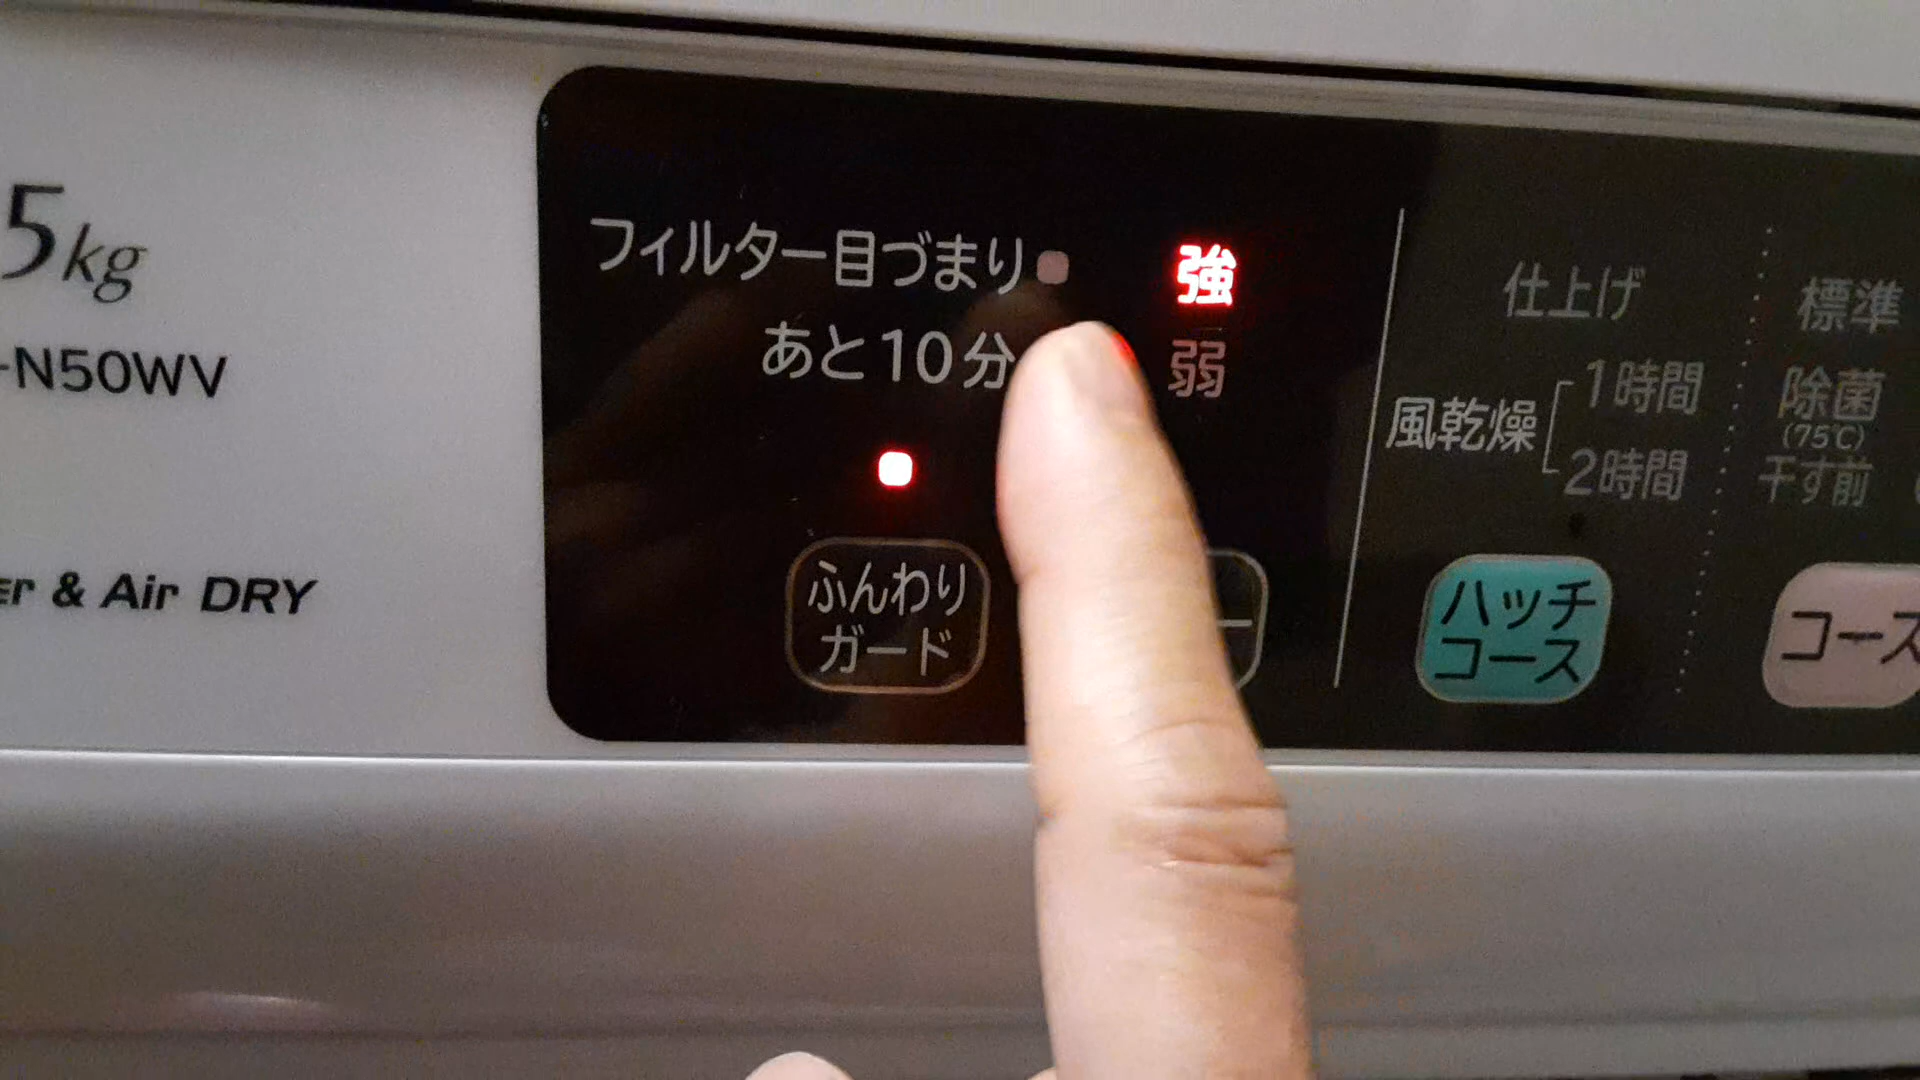 5kg
-N50WV
er & Air DRY
フィルター目づまり
あと10分
強
弱
ふんわり
ガード
仕上げ
風乾燥
1時間
2時間
ハッチ
コース
標準
除菌
(75℃)
干す前
コース